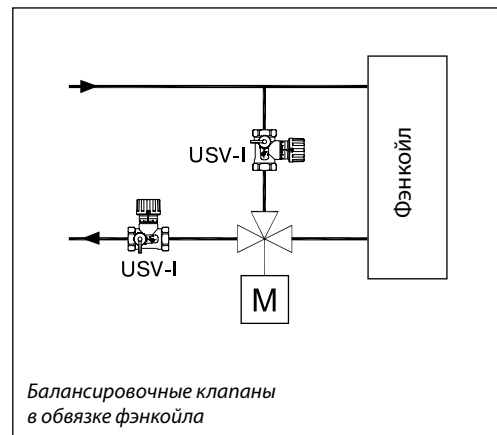 USV-I
Фэнкойл
USV-I
M
Балансировочные клапаны
в обвязке фэнкойла